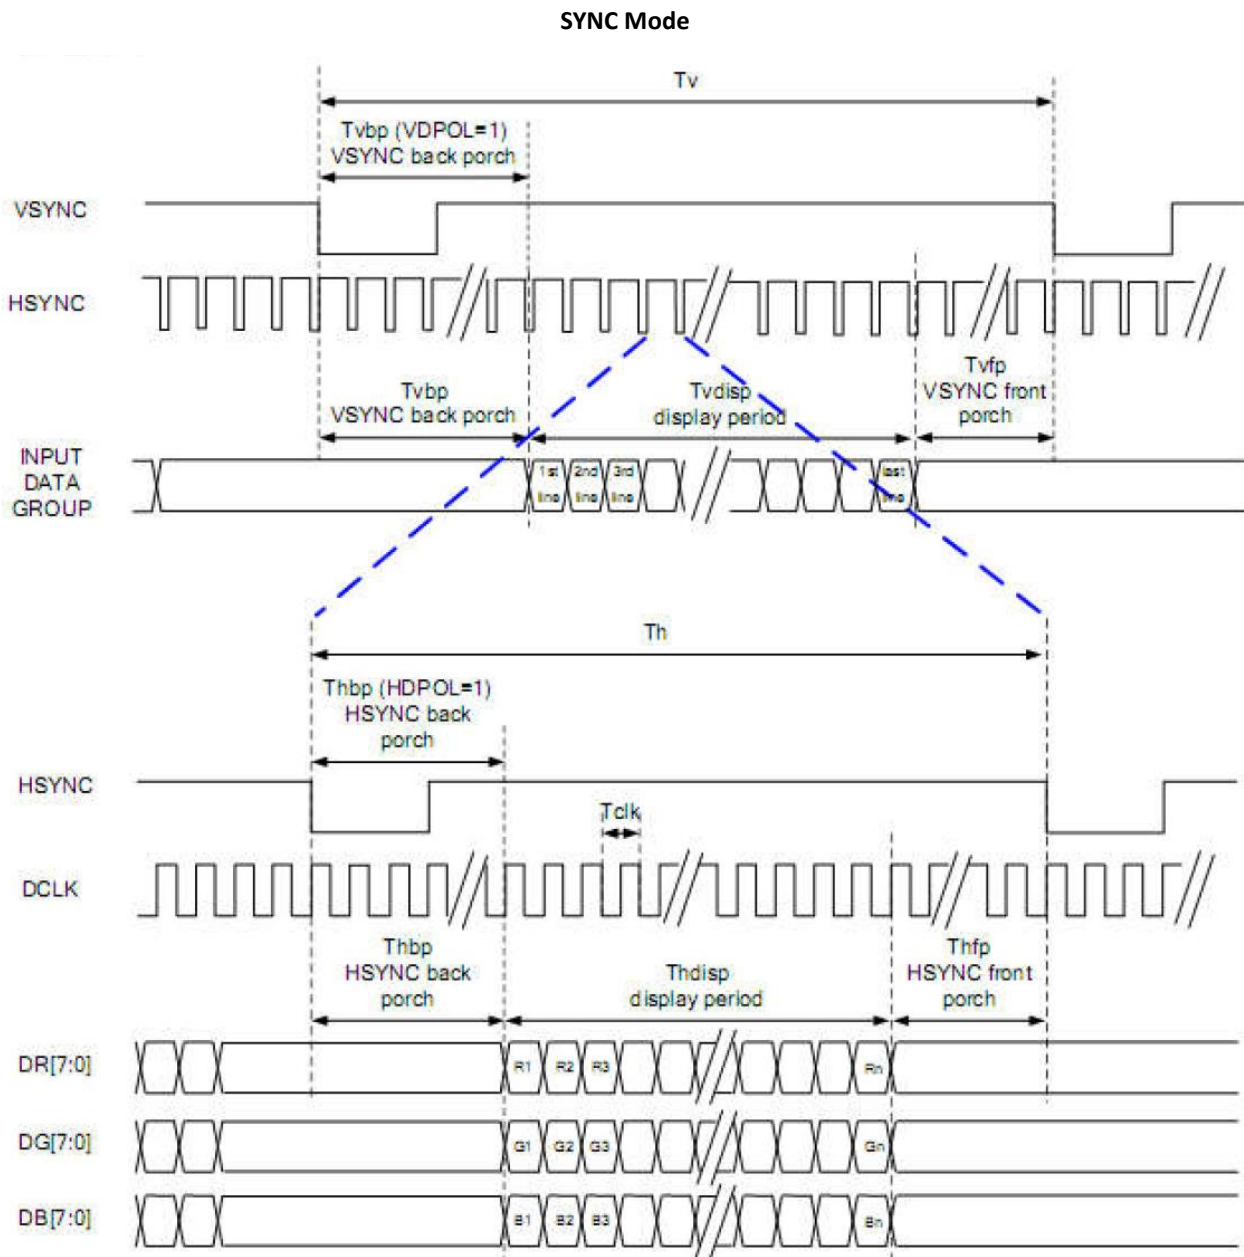 SYNC Mode
Tv
Tvbp (VDPOL=1)
VSYNC back porch
VSYNC
HSYNC
Tvbp
VSYNC back porch
Tvdisp
display period
Tvfp
VSYNC front
porch
INPUT
DATA
GROUP
1st
line
2nd
line
3rd
line
last
line
Th
Thbp (HDPOL=1)
HSYNC back
porch
HSYNC
Tclk
DCLK
Thbp
HSYNC back
porch
Thdisp
display period
Thfp
HSYNC front
porch
DR[7:0]
R1 R2 R3 Rn
DG[7:0]
G1 G2 G3 Gn
DB[7:0]
B1 B2 B3 Bn